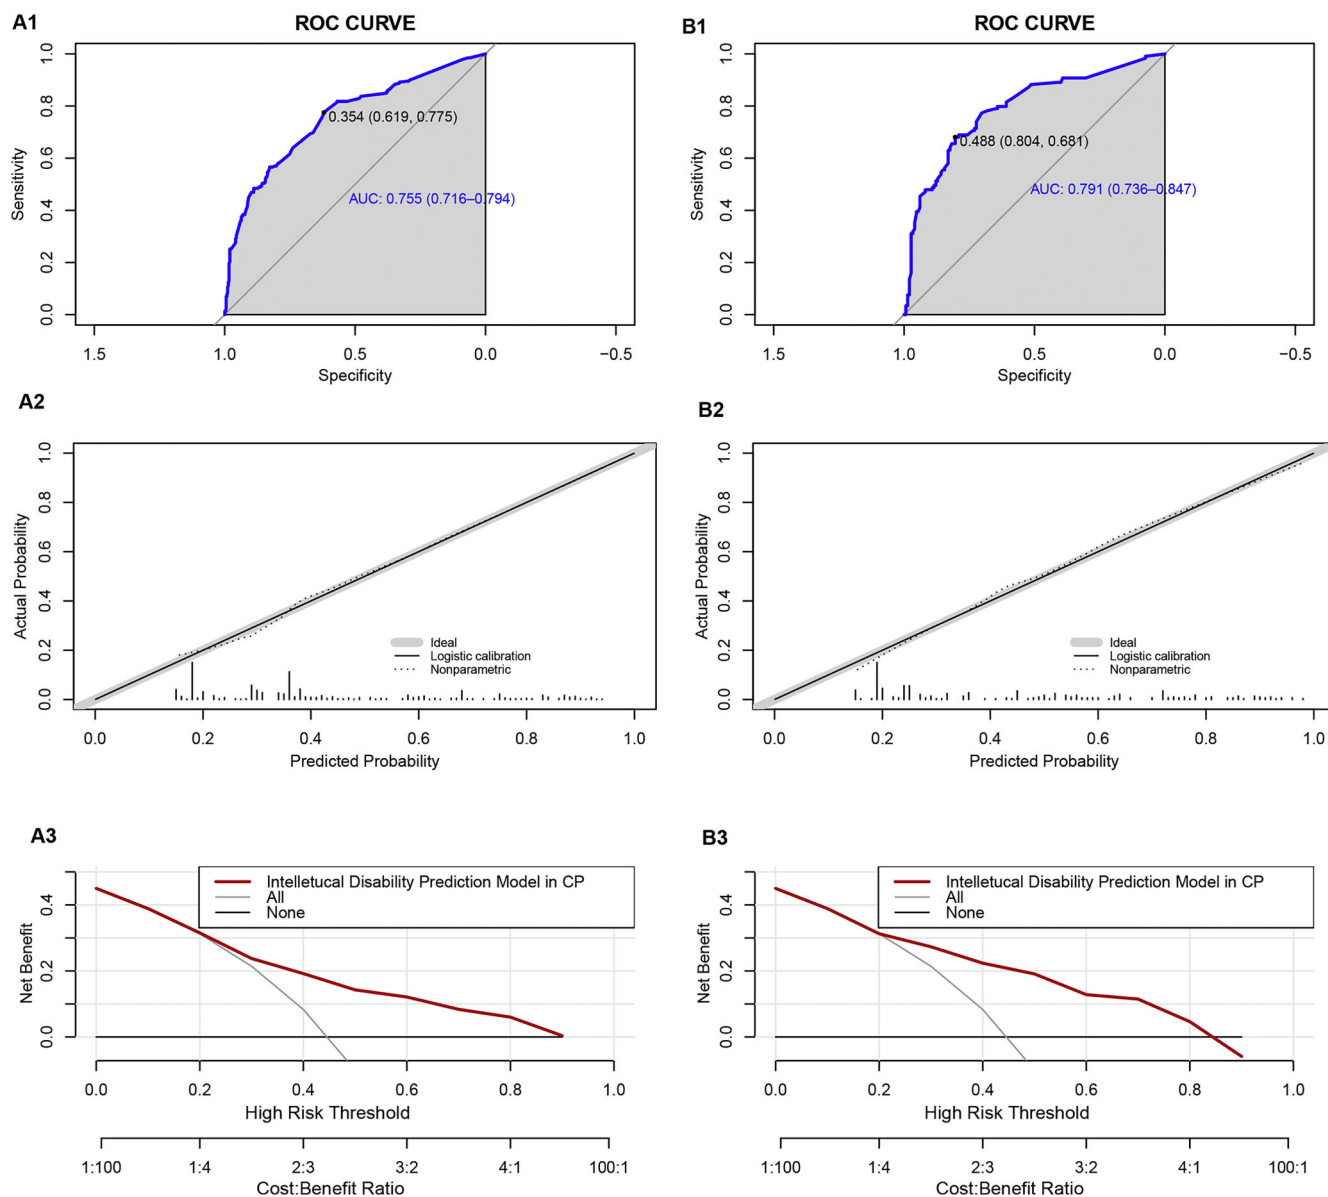 A1
ROC CURVE
1.0
0.8
0.6
0.4
0.2
0.0
Sensitivity
0.354 (0.619, 0.775)
AUC: 0.755 (0.716–0.794)
1.5 1.0 0.5 0.0 −0.5
Specificity
B1
ROC CURVE
1.0
0.8
0.6
0.4
0.2
0.0
Sensitivity
0.488 (0.804, 0.681)
AUC: 0.791 (0.736–0.847)
1.5 1.0 0.5 0.0 −0.5
Specificity
A2
1.0
0.8
0.6
0.4
0.2
0.0
Actual Probability
Ideal
Logistic calibration
Nonparametric
0.0 0.2 0.4 0.6 0.8 1.0
Predicted Probability
B2
1.0
0.8
0.6
0.4
0.2
0.0
Actual Probability
Ideal
Logistic calibration
Nonparametric
0.0 0.2 0.4 0.6 0.8 1.0
Predicted Probability
A3
Intelletucal Disability Prediction Model in CP
All
None
0.4
0.2
0.0
Net Benefit
0.0 0.2 0.4 0.6 0.8 1.0
High Risk Threshold
1:100 1:4 2:3 3:2 4:1 100:1
Cost:Benefit Ratio
B3
Intelletucal Disability Prediction Model in CP
All
None
0.4
0.2
0.0
Net Benefit
0.0 0.2 0.4 0.6 0.8 1.0
High Risk Threshold
1:100 1:4 2:3 3:2 4:1 100:1
Cost:Benefit Ratio